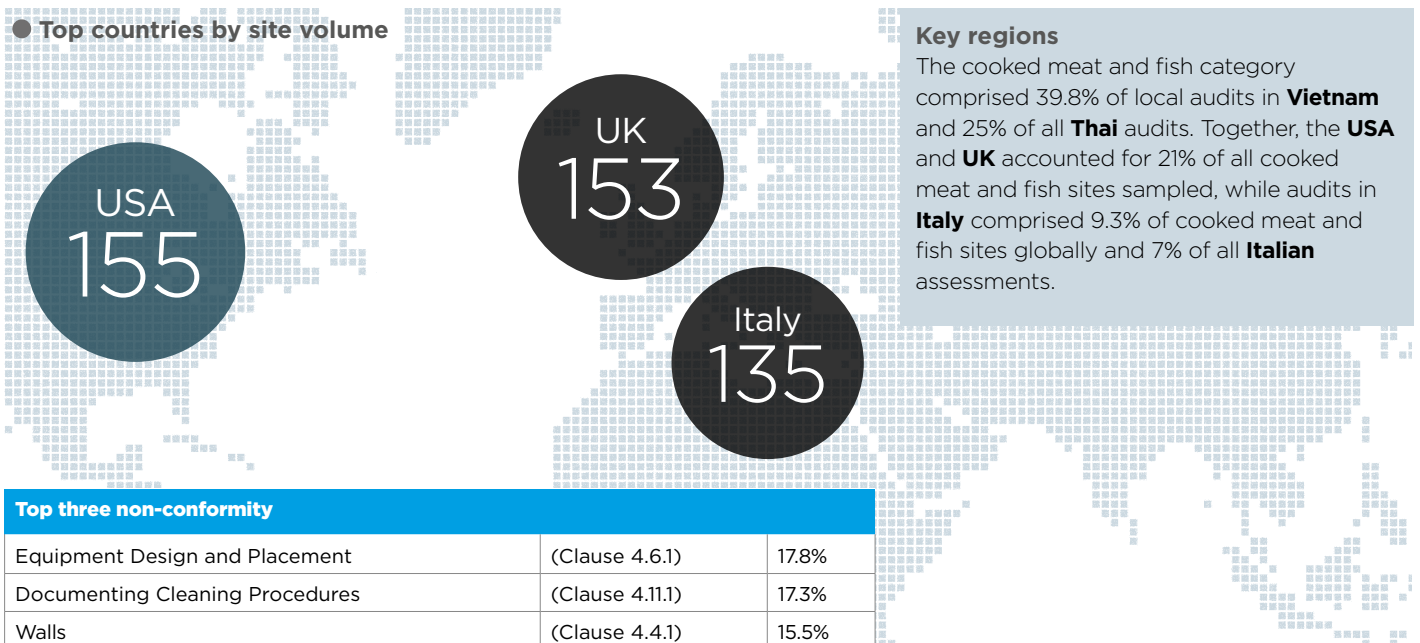 Top countries by site volume
USA
155
UK
153
Italy
135
Key regions
The cooked meat and fish category
comprised 39.8% of local audits in Vietnam
and 25% of all Thai audits. Together, the USA
and UK accounted for 21% of all cooked
meat and fish sites sampled, while audits in
Italy comprised 9.3% of cooked meat and
fish sites globally and 7% of all Italian
assessments.
Top three non-conformity
Equipment Design and Placement (Clause 4.6.1) 17.8%
Documenting Cleaning Procedures (Clause 4.11.1) 17.3%
Walls (Clause 4.4.1) 15.5%